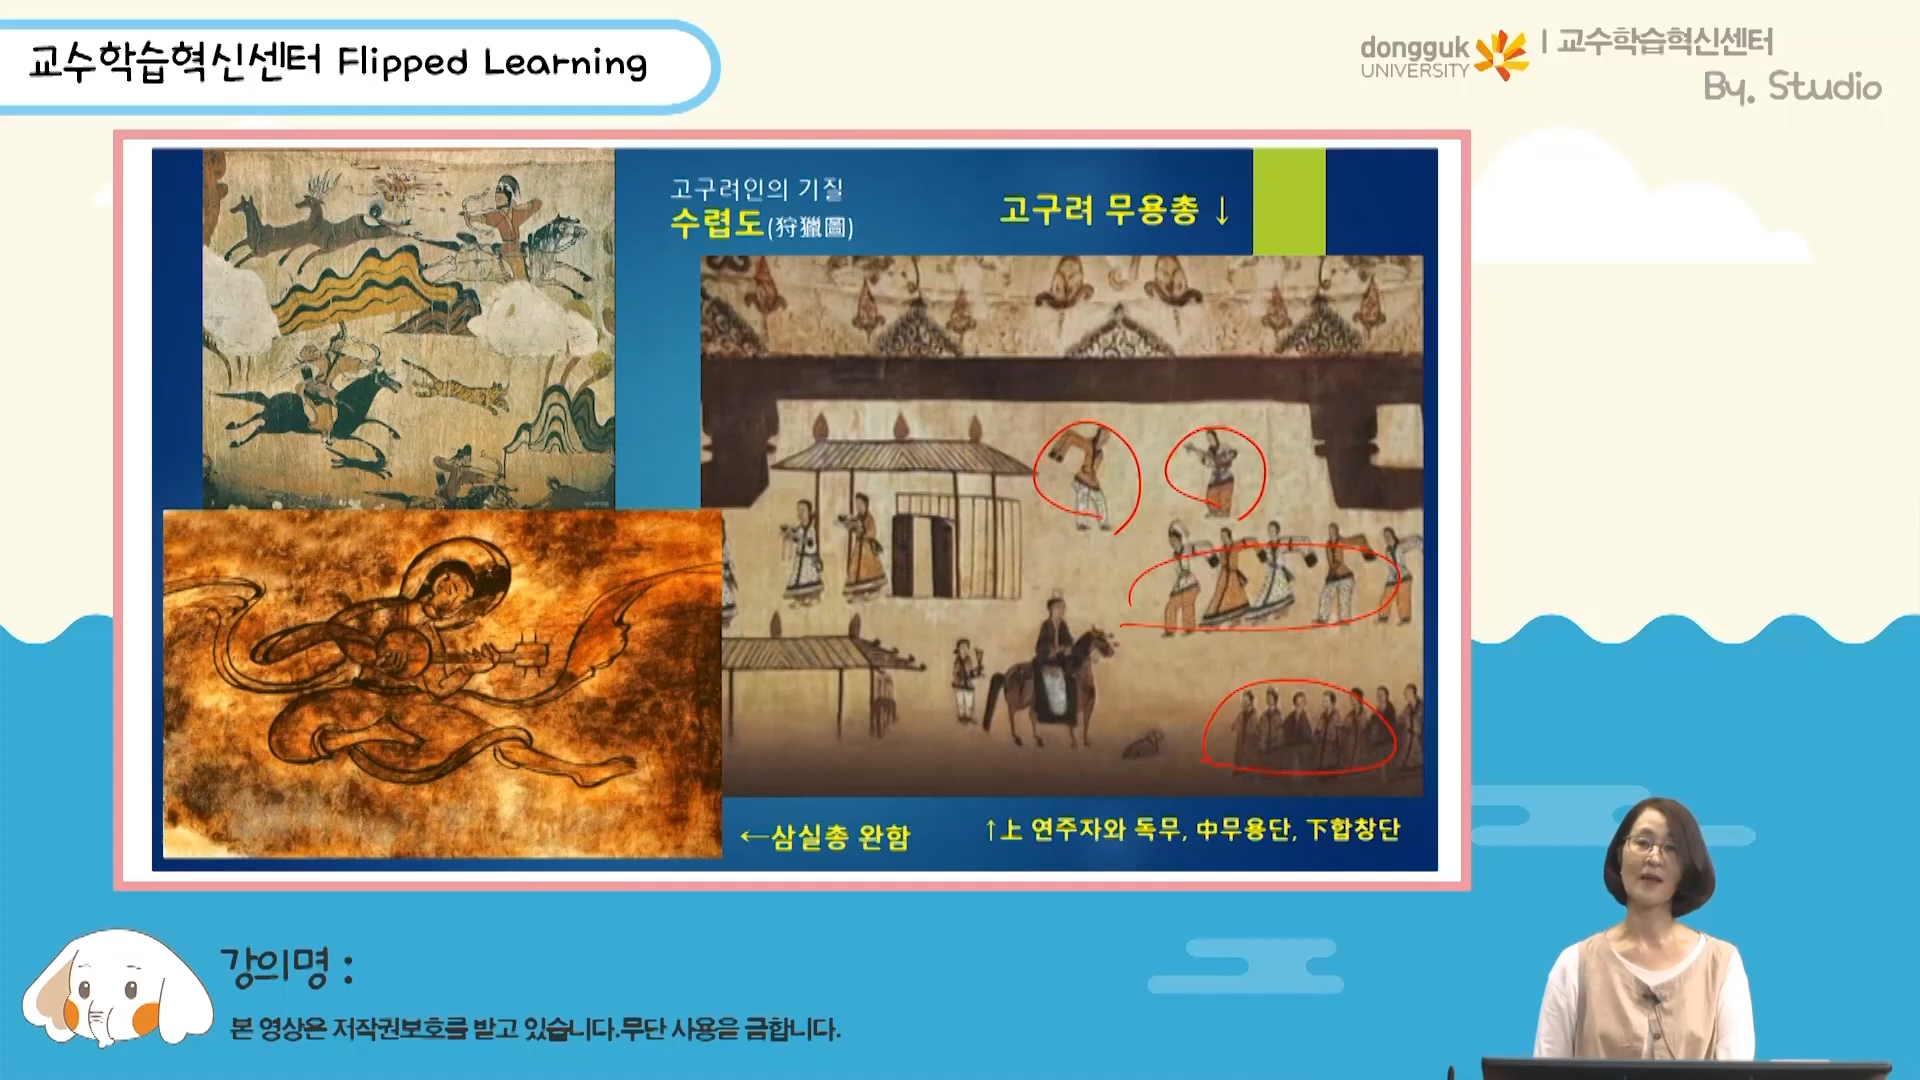 교수학습혁신센터 Flipped Learning
dongguk
UNIVERSITY
| 교수학습혁신센터
By. Studio
고구려인의 기질
수렵도(狩獵圖)
고구려 무용총 ↓
←삼실총 완함
↑上 연주자와 독무, 中무용단, 下합창단
강의명 :
본 영상은 저작권보호를 받고 있습니다.무단 사용을 금합니다.